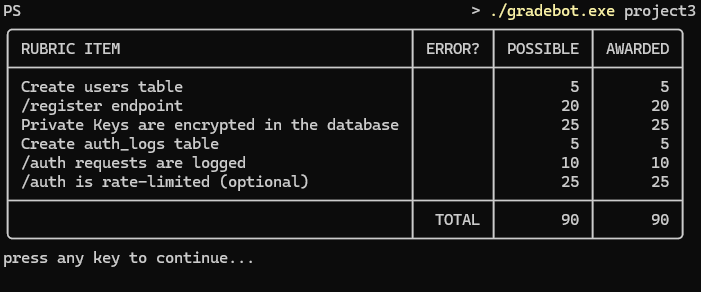 PS > ./gradebot.exe project3
RUBRIC ITEM ERROR? POSSIBLE AWARDED
Create users table 5 5
/register endpoint 20 20
Private Keys are encrypted in the database 25 25
Create auth_logs table 5 5
/auth requests are logged 10 10
/auth is rate-limited (optional) 25 25
TOTAL 90 90
press any key to continue...